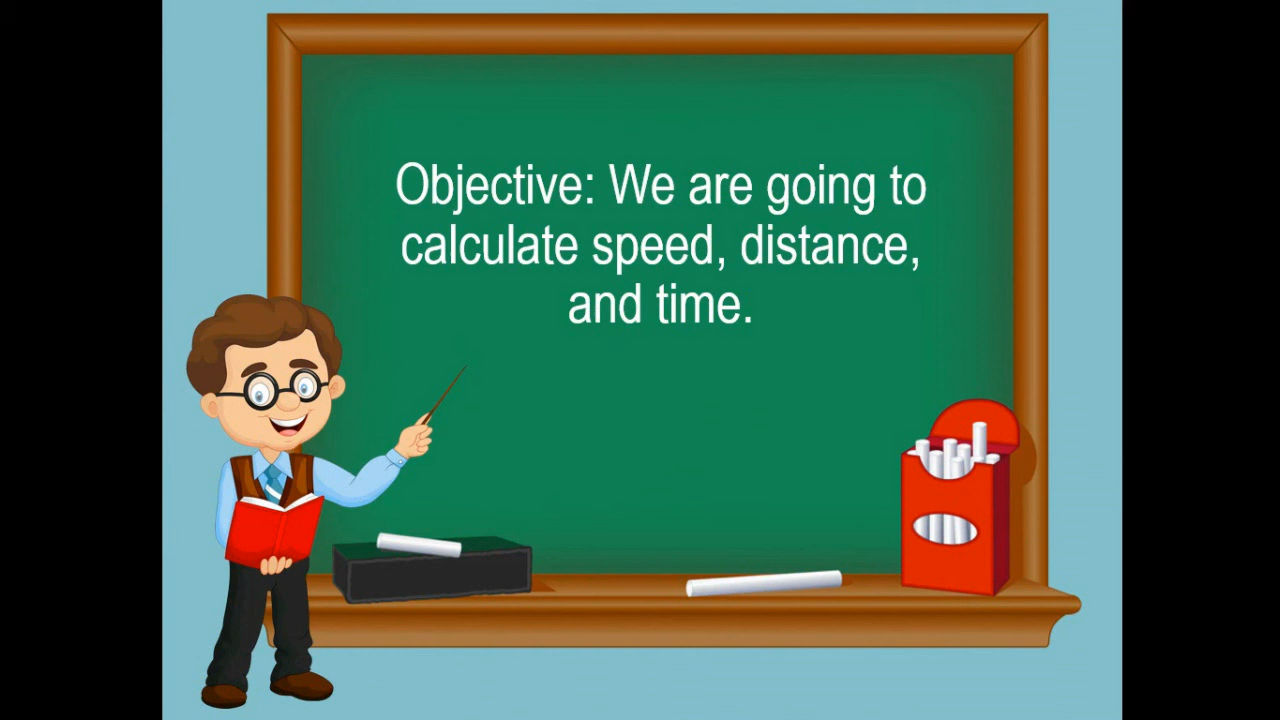 Objective: We are going to
calculate speed, distance,
and time.